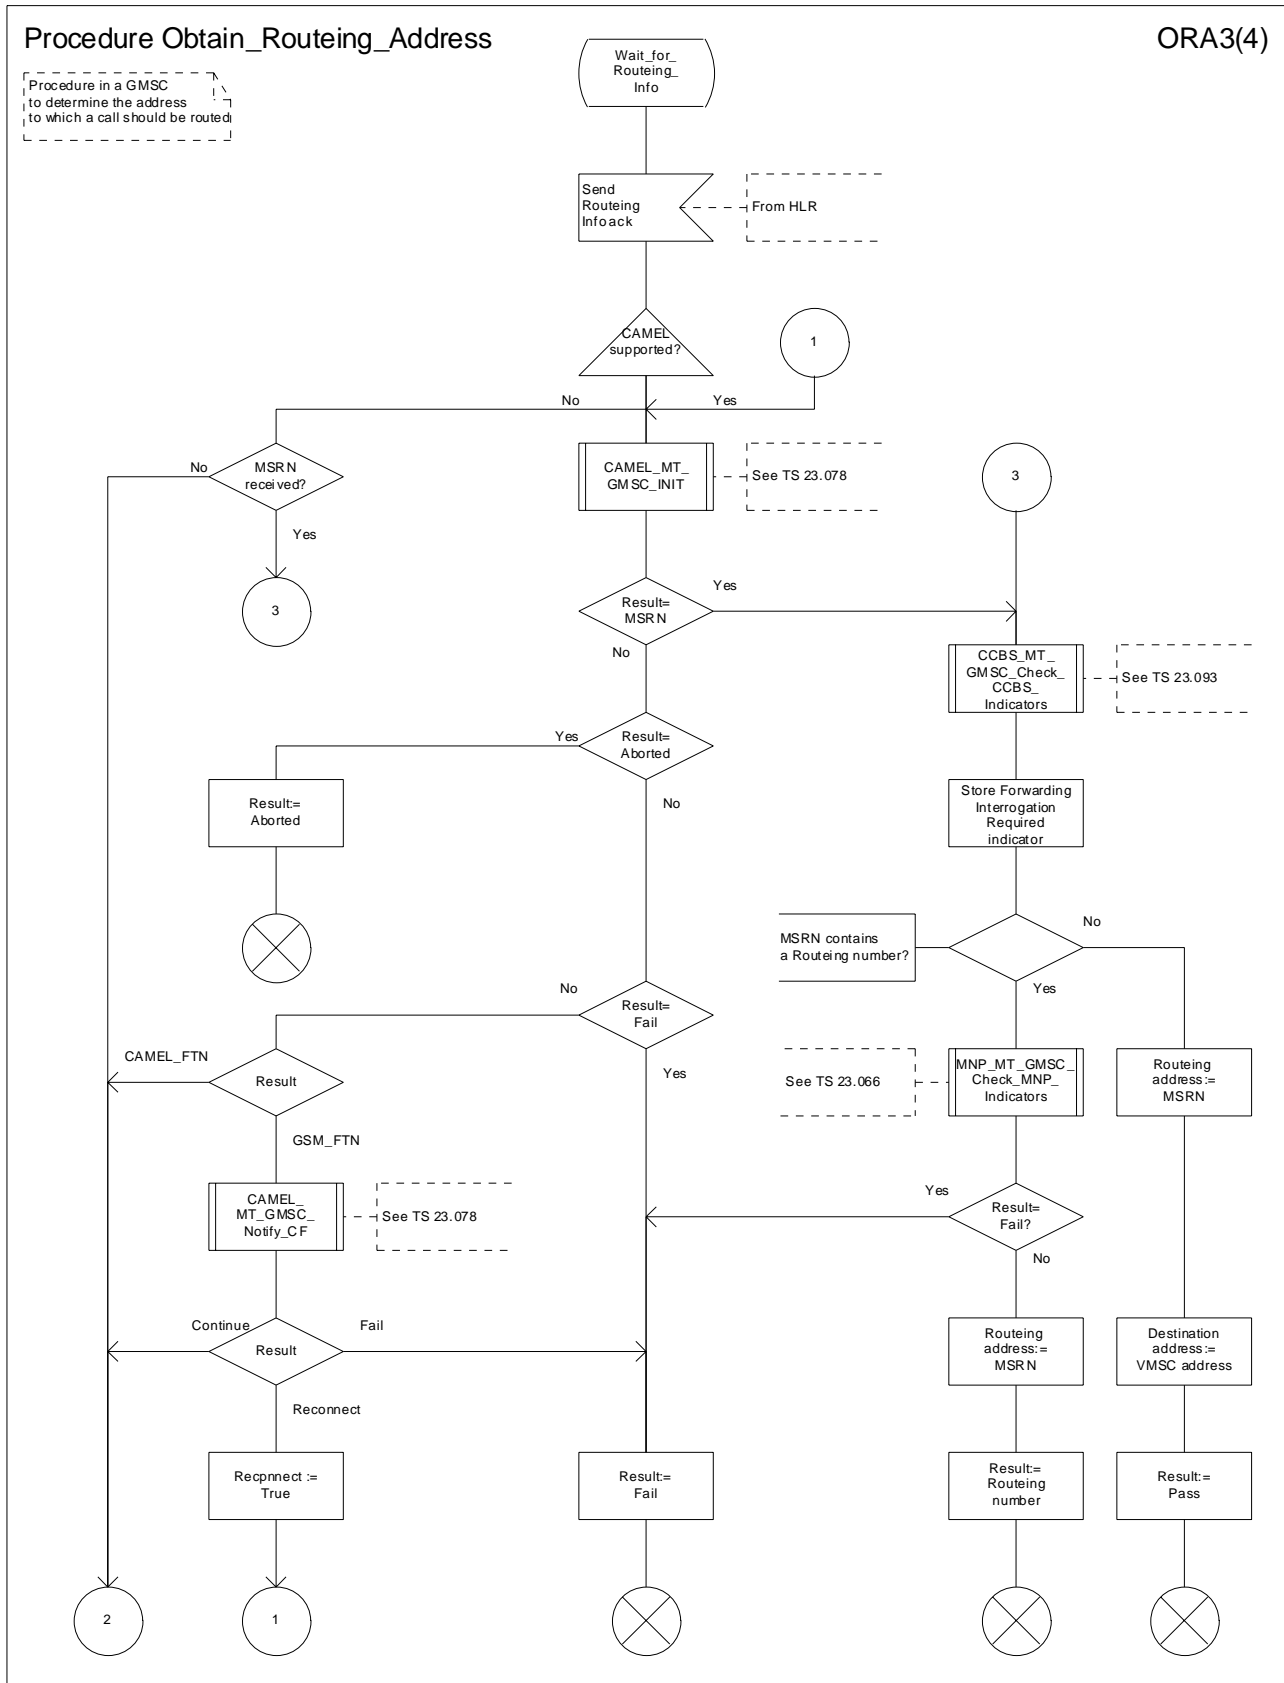 Procedure Obtain_Routeing_Address
ORA3(4)
Procedure in a GMSC
to determine the address
to which a call should be routed
Wait_for_
Routeing_
Info
Send
Routeing
Info ack
From HLR
CAMEL
supported?
1
No
Yes
No
MSRN
received?
CAMEL_MT_
GMSC_INIT
See TS 23.078
3
Yes
3
Result=
MSRN
Yes
No
CCBS_MT_
GMSC_Check_
CCBS_
Indicators
See TS 23.093
Yes
Result=
Aborted
Result:=
Aborted
No
Store Forwarding
Interrogation
Required
indicator
MSRN contains
a Routeing number?
No
Yes
No
Result=
Fail
CAMEL_FTN
Result
Yes
See TS 23.066
MNP_MT_GMSC_
Check_MNP_
Indicators
Routeing
address:=
MSRN
GSM_FTN
CAMEL_
MT_GMSC_
Notify_CF
See TS 23.078
Yes
Result=
Fail?
No
Continue
Result
Fail
Routeing
address:=
MSRN
Destination
address:=
VMSC address
Reconnect
Recpnnect :=
True
Result:=
Fail
Result:=
Routeing
number
Result:=
Pass
2
1